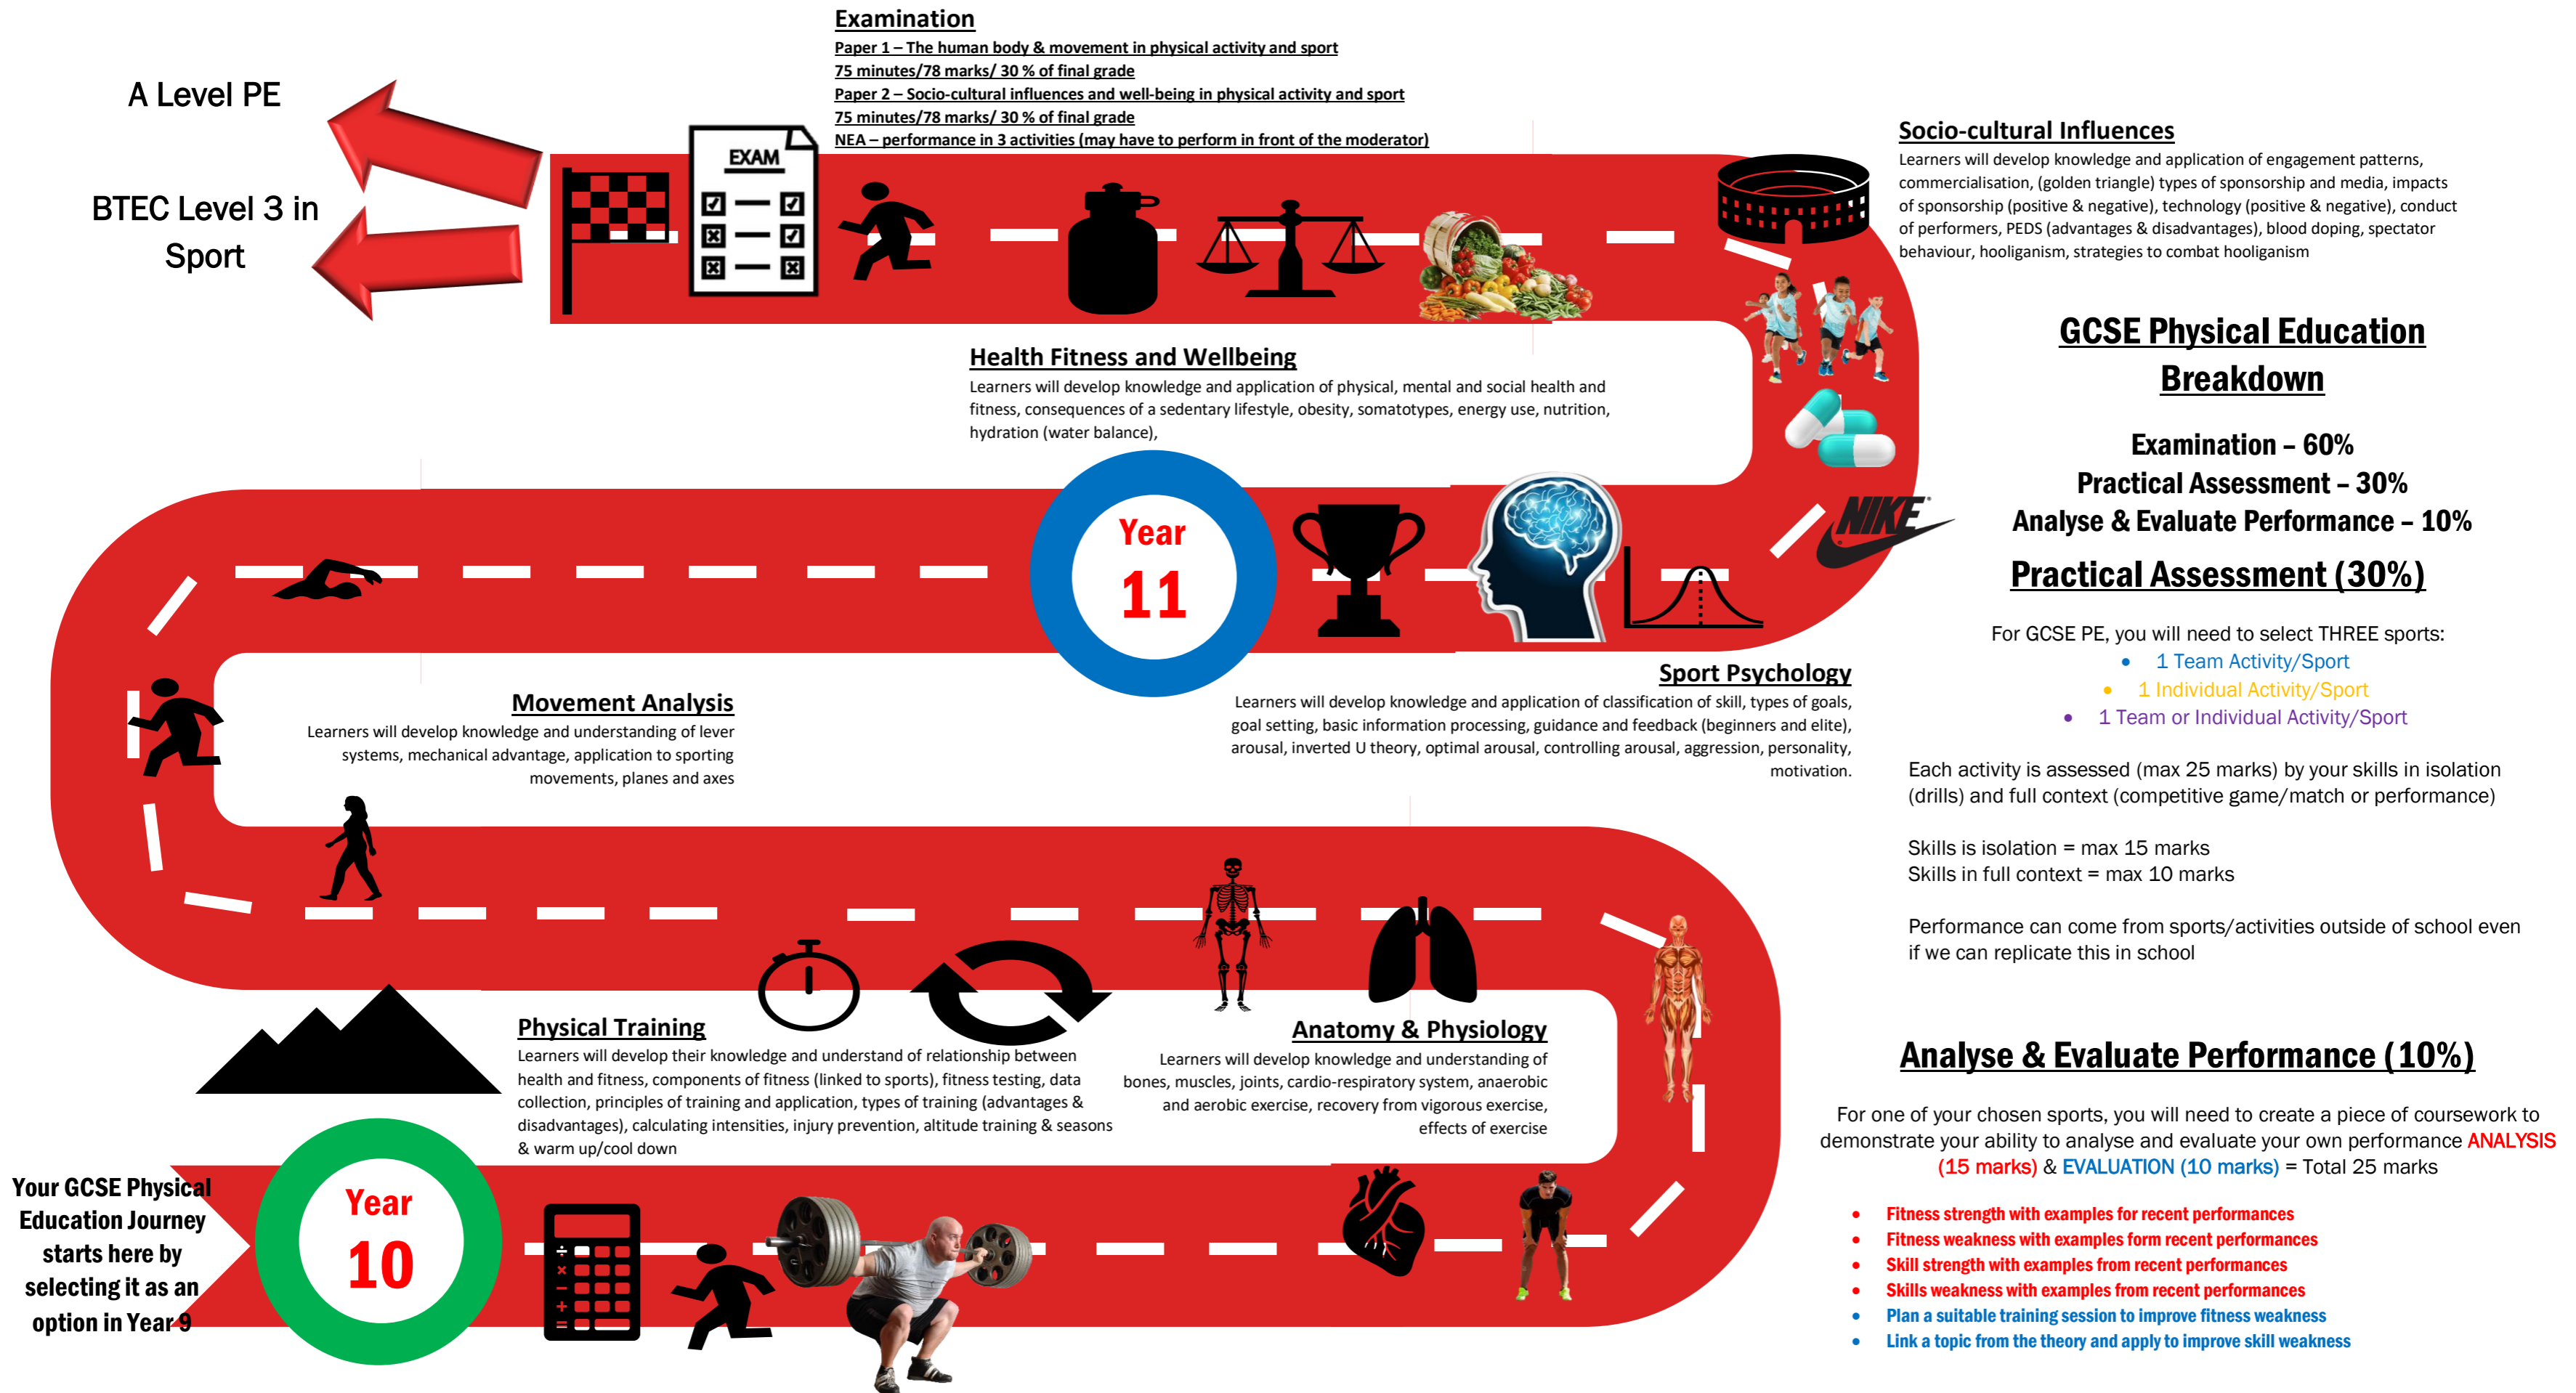 Examination
Paper 1 – The human body & movement in physical activity and sport
75 minutes/78 marks/ 30 % of final grade
Paper 2 – Socio-cultural influences and well-being in physical activity and sport
75 minutes/78 marks/ 30 % of final grade
NEA – performance in 3 activities (may have to perform in front of the moderator)
A Level PE
BTEC Level 3 in
Sport
EXAM
Socio-cultural Influences
Learners will develop knowledge and application of engagement patterns,
commercialisation, (golden triangle) types of sponsorship and media, impacts
of sponsorship (positive & negative), technology (positive & negative), conduct
of performers, PEDS (advantages & disadvantages), blood doping, spectator
behaviour, hooliganism, strategies to combat hooliganism
Health Fitness and Wellbeing
Learners will develop knowledge and application of physical, mental and social health and
fitness, consequences of a sedentary lifestyle, obesity, somatotypes, energy use, nutrition,
hydration (water balance),
GCSE Physical Education
Breakdown
Examination – 60%
Practical Assessment – 30%
Analyse & Evaluate Performance – 10%
NIKE
Year
11
Practical Assessment (30%)
For GCSE PE, you will need to select THREE sports:
• 1 Team Activity/Sport
• 1 Individual Activity/Sport
• 1 Team or Individual Activity/Sport
Each activity is assessed (max 25 marks) by your skills in isolation
(drills) and full context (competitive game/match or performance)
Skills is isolation = max 15 marks
Skills in full context = max 10 marks
Performance can come from sports/activities outside of school even
if we can replicate this in school
Sport Psychology
Learners will develop knowledge and application of classification of skill, types of goals,
goal setting, basic information processing, guidance and feedback (beginners and elite),
arousal, inverted U theory, optimal arousal, controlling arousal, aggression, personality,
motivation.
Movement Analysis
Learners will develop knowledge and understanding of lever
systems, mechanical advantage, application to sporting
movements, planes and axes
Physical Training
Learners will develop their knowledge and understand of relationship between
health and fitness, components of fitness (linked to sports), fitness testing, data
collection, principles of training and application, types of training (advantages &
disadvantages), calculating intensities, injury prevention, altitude training & seasons
& warm up/cool down
Anatomy & Physiology
Learners will develop knowledge and understanding of
bones, muscles, joints, cardio-respiratory system, anaerobic
and aerobic exercise, recovery from vigorous exercise,
effects of exercise
Analyse & Evaluate Performance (10%)
For one of your chosen sports, you will need to create a piece of coursework to
demonstrate your ability to analyse and evaluate your own performance ANALYSIS
(15 marks) & EVALUATION (10 marks) = Total 25 marks
• Fitness strength with examples for recent performances
• Fitness weakness with examples form recent performances
• Skill strength with examples from recent performances
• Skills weakness with examples from recent performances
• Plan a suitable training session to improve fitness weakness
• Link a topic from the theory and apply to improve skill weakness
Your GCSE Physical
Education Journey
starts here by
selecting it as an
option in Year 9
Year
10